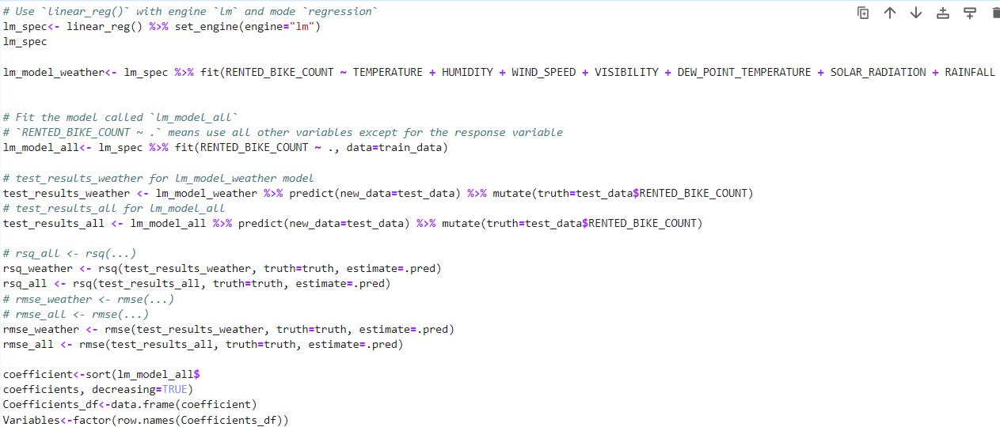 # Use `linear_reg()` with engine `lm` and mode `regression`
lm_spec<- linear_reg() %>% set_engine(engine="lm")
lm_spec
lm_model_weather<- lm_spec %>% fit(RENTED_BIKE_COUNT ~ TEMPERATURE + HUMIDITY + WIND_SPEED + VISIBILITY + DEW_POINT_TEMPERATURE + SOLAR_RADIATION + RAINFALL
# Fit the model called `lm_model_all`
# `RENTED_BIKE_COUNT ~ .` means use all other variables except for the response variable
lm_model_all<- lm_spec %>% fit(RENTED_BIKE_COUNT ~ ., data=train_data)
# test_results_weather for lm_model_weather model
test_results_weather <- lm_model_weather %>% predict(new_data=test_data) %>% mutate(truth=test_data$RENTED_BIKE_COUNT)
# test_results_all for lm_model_all
test_results_all <- lm_model_all %>% predict(new_data=test_data) %>% mutate(truth=test_data$RENTED_BIKE_COUNT)
# rsq_all <- rsq(...)
rsq_weather <- rsq(test_results_weather, truth=truth, estimate=.pred)
rsq_all <- rsq(test_results_all, truth=truth, estimate=.pred)
# rmse_weather <- rmse(...)
# rmse_all <- rmse(...)
rmse_weather <- rmse(test_results_weather, truth=truth, estimate=.pred)
rmse_all <- rmse(test_results_all, truth=truth, estimate=.pred)
coefficient<-sort(lm_model_all$
coefficients, decreasing=TRUE)
Coefficients_df<-data.frame(coefficient)
Variables<-factor(row.names(Coefficients_df))